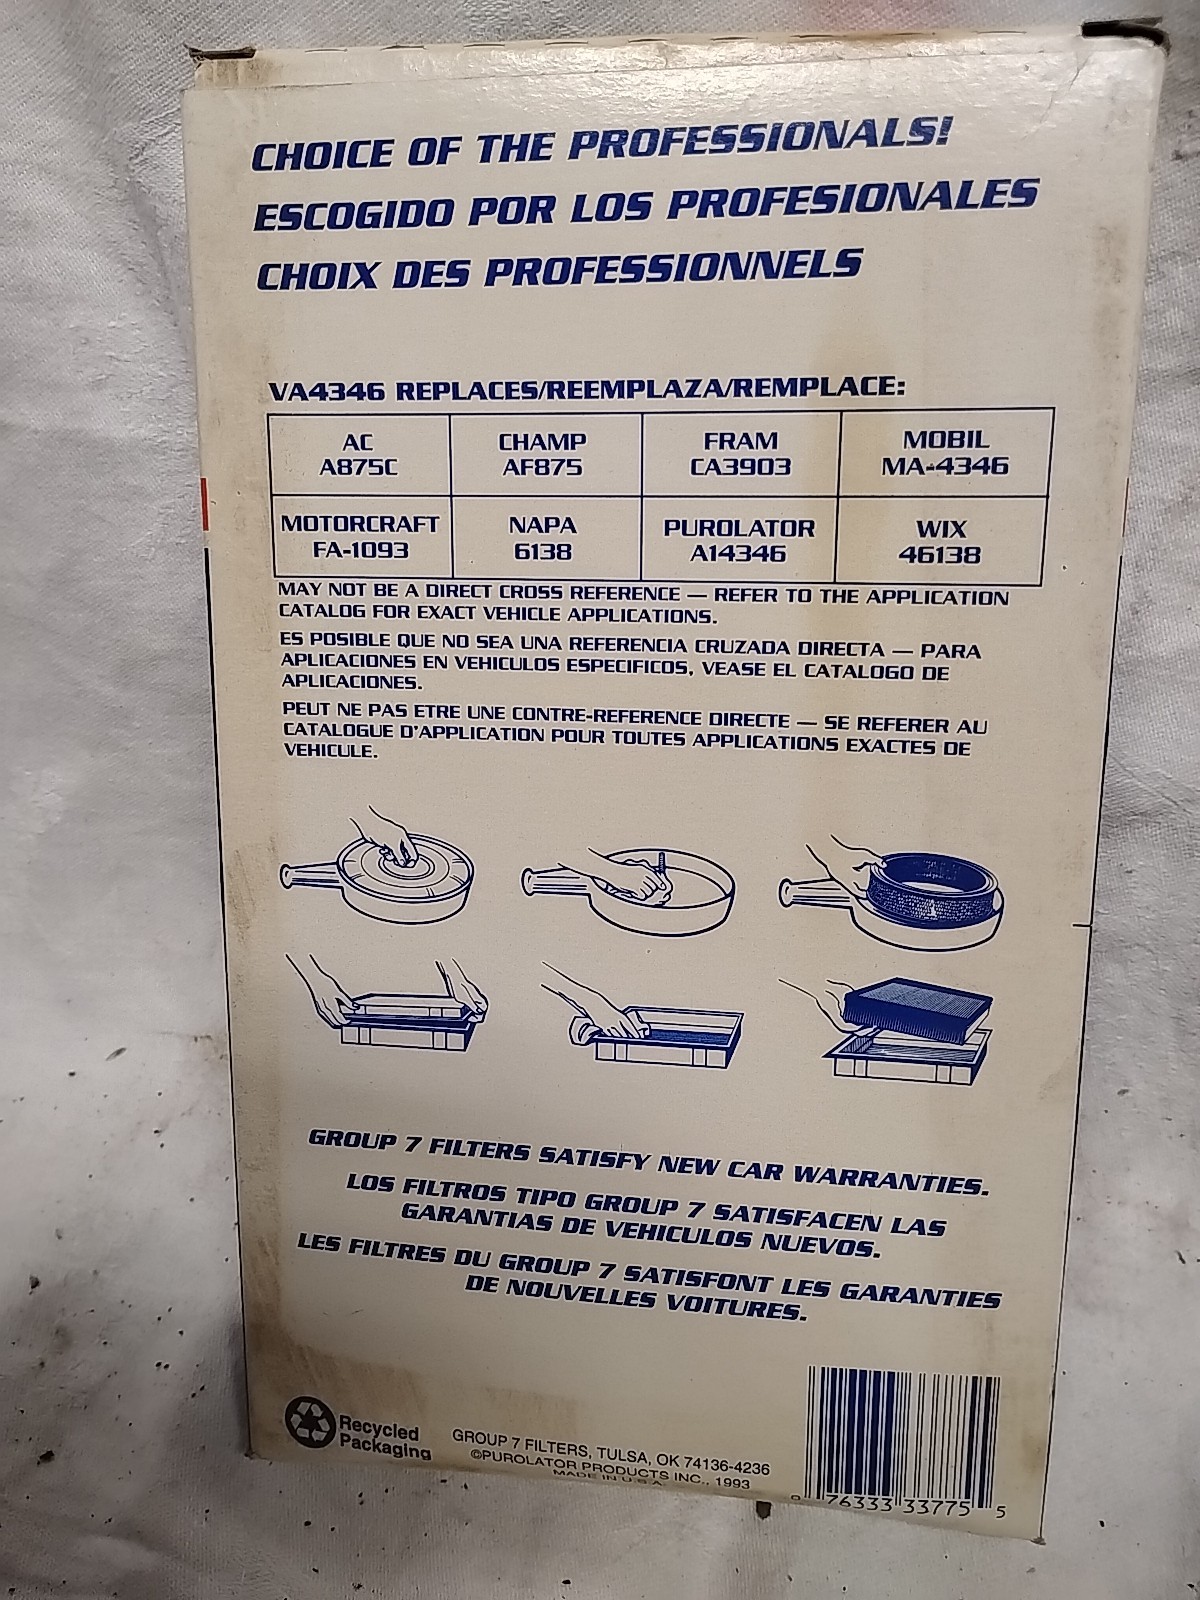 CHOICE OF THE PROFESSIONALS!
ESCOGIDO POR LOS PROFESIONALES
CHOIX DES PROFESSIONNELS
VA4346 REPLACES/REEMPLAZA/REMPLACE:
AC
A875C
CHAMP
AF875
FRAM
CA3903
MOBIL
MA-4346
MOTORCRAFT
FA-1093
NAPA
6138
PUROLATOR
A14346
WIX
46138
MAY NOT BE A DIRECT CROSS REFERENCE — REFER TO THE APPLICATION
CATALOG FOR EXACT VEHICLE APPLICATIONS.
ES POSIBLE QUE NO SEA UNA REFERENCIA CRUZADA DIRECTA — PARA
APLICACIONES EN VEHICULOS ESPECIFICOS, VEASE EL CATALOGO DE
APLICACIONES.
PEUT NE PAS ETRE UNE CONTRE-REFERENCE DIRECTE — SE REFERER AU
CATALOGUE D'APPLICATION POUR TOUTES APPLICATIONS EXACTES DE
VEHICULE.
GROUP 7 FILTERS SATISFY NEW CAR WARRANTIES.
LOS FILTROS TIPO GROUP 7 SATISFACEN LAS
GARANTIAS DE VEHICULOS NUEVOS.
LES FILTRES DU GROUP 7 SATISFONT LES GARANTIES
DE NOUVELLES VOITURES.
Recycled
Packaging
GROUP 7 FILTERS, TULSA, OK 74136-4236
©PUROLATOR PRODUCTS INC., 1993
MADE IN U.S.A.
0 76333 33775 5